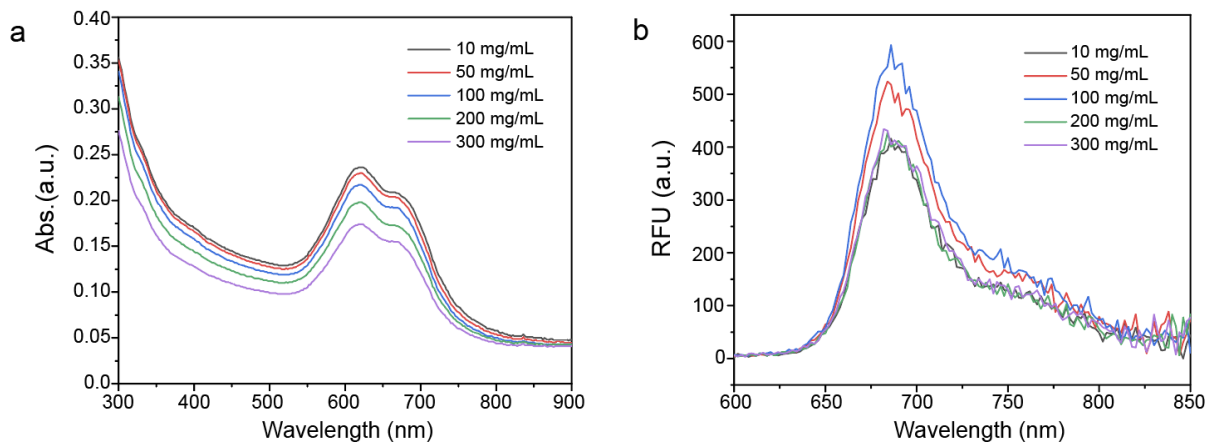 a
Abs.(a.u.)
0.40
0.35
0.30
0.25
0.20
0.15
0.10
0.05
0.0
10 mg/mL
50 mg/mL
100 mg/mL
200 mg/mL
300 mg/mL
300 400 500 600 700 800 900
Wavelength (nm)
b
RFU (a.u.)
600
500
400
300
200
100
0
10 mg/mL
50 mg/mL
100 mg/mL
200 mg/mL
300 mg/mL
600 650 700 750 800 850
Wavelength (nm)